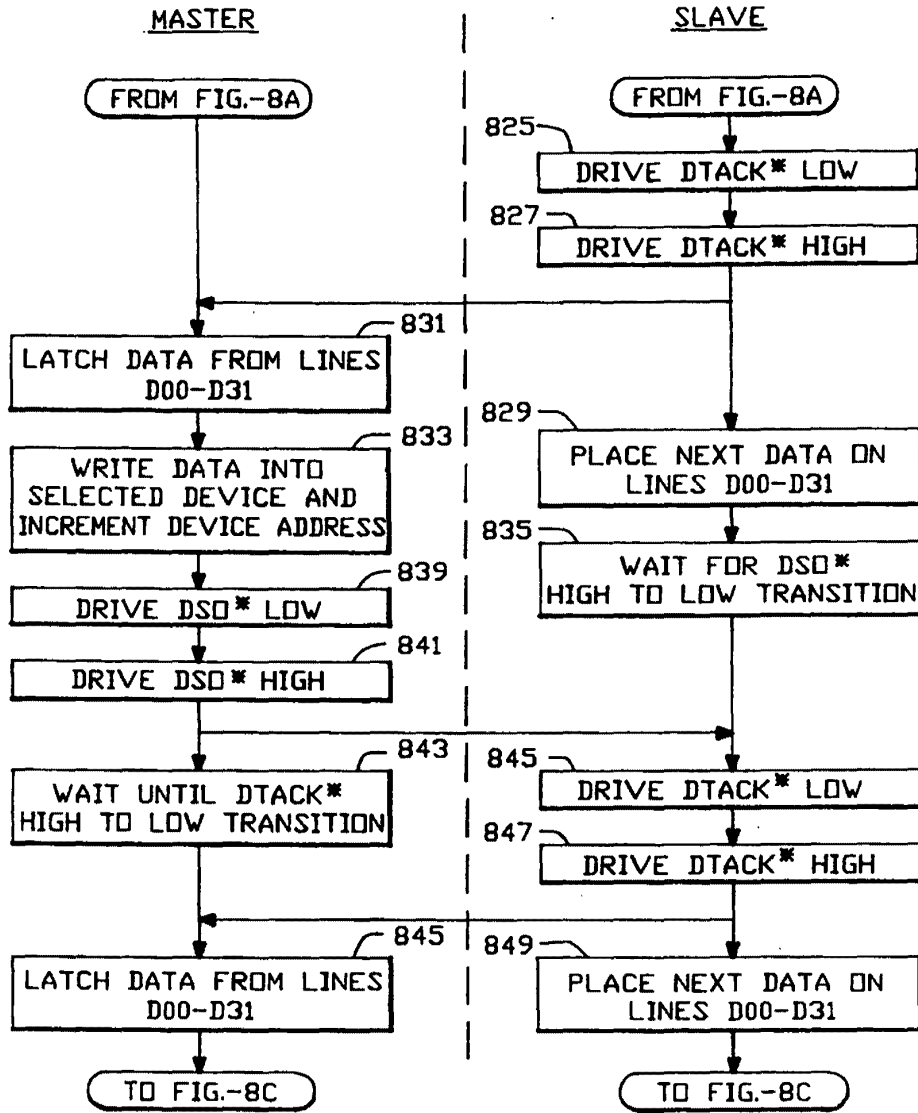 MASTER
SLAVE
FROM FIG.-8A
FROM FIG.-8A
825
DRIVE DTACK* LOW
827
DRIVE DTACK* HIGH
831
LATCH DATA FROM LINES
D00-D31
829
PLACE NEXT DATA ON
LINES D00-D31
833
WRITE DATA INTO
SELECTED DEVICE AND
INCREMENT DEVICE ADDRESS
835
WAIT FOR DSO*
HIGH TO LOW TRANSITION
839
DRIVE DSO* LOW
841
DRIVE DSO* HIGH
843
WAIT UNTIL DTACK*
HIGH TO LOW TRANSITION
845
DRIVE DTACK* LOW
847
DRIVE DTACK* HIGH
845
LATCH DATA FROM LINES
D00-D31
849
PLACE NEXT DATA ON
LINES D00-D31
TO FIG.-8C
TO FIG.-8C